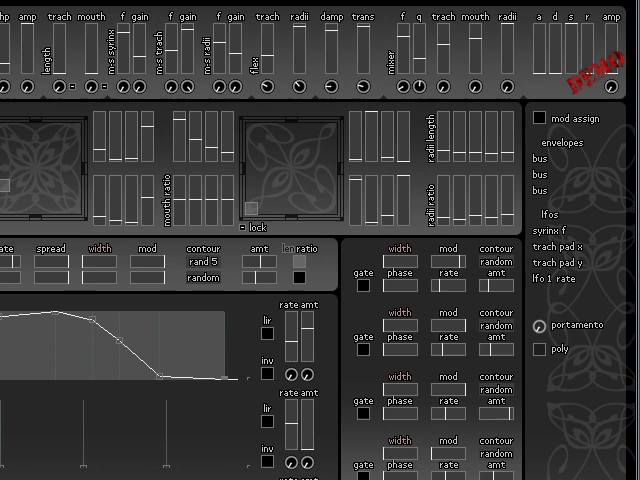 hp amp trach mouth f gain f gain f gain trach radii damp trans f q trach mouth radii a d s r amp
length
m-s syrinx
m-s trach
m-s radii
flex
mixer
DEMO
mod assign
envelopes
bus
bus
bus
lfos
syrinx f
trach pad x
trach pad y
lfo 1 rate
portamento
poly
mouth ratio
radii length
radii ratio
lock
ate spread width mod contour amt len ratio
rand 5
random
rate amt
lir
inv
rate amt
lir
inv
rate amt
width mod contour
random
gate phase amt
width mod contour
random
gate phase amt
width mod contour
random
gate phase amt
width mod contour
random
gate phase amt